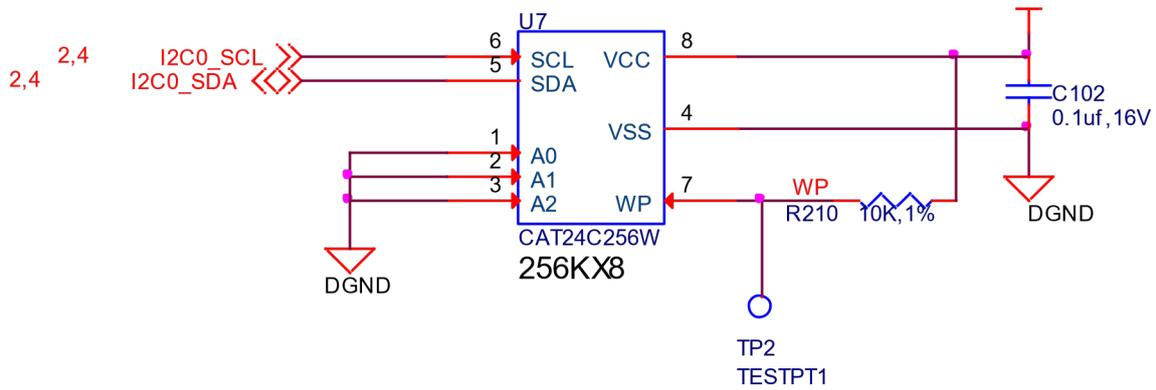 U7
2,4 I2C0_SCL 6 SCL VCC 8
2,4 I2C0_SDA 5 SDA
C102
0.1uf,16V
VSS 4
1 A0
2 A1
3 A2 WP 7 WP
R210 10K,1%
DGND
CAT24C256W
256KX8
DGND
TP2
TESTPT1